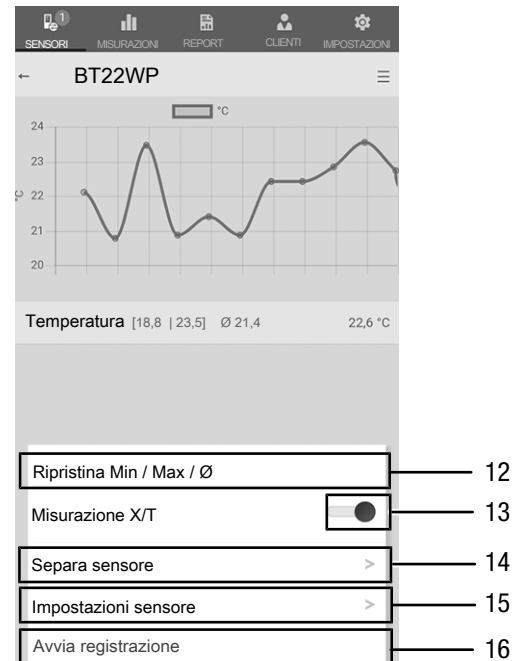 1
SENSORI MISURAZIONI REPORT CLIENTI IMPOSTAZIONI
← BT22WP ☰
°C
24
23
22
21
20
°C
Temperatura [18,8 | 23,5] Ø 21,4 22,6 °C
Ripristina Min / Max / Ø 12
Misurazione X/T 13
Separa sensore > 14
Impostazioni sensore > 15
Avvia registrazione 16